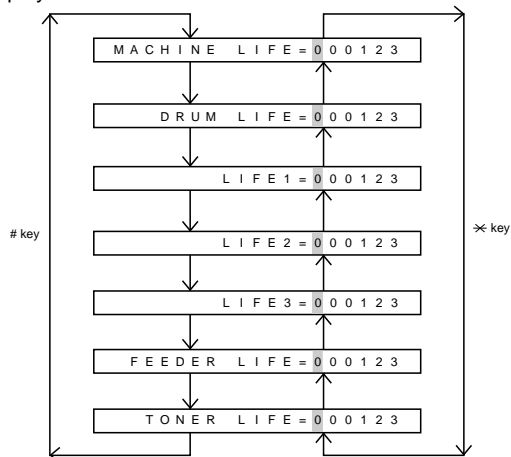 MACHINE LIFE=000123
DRUM LIFE=000123
LIFE1=000123
# key
LIFE2=000123
✳ key
LIFE3=000123
FEEDER LIFE=000123
TONER LIFE=000123